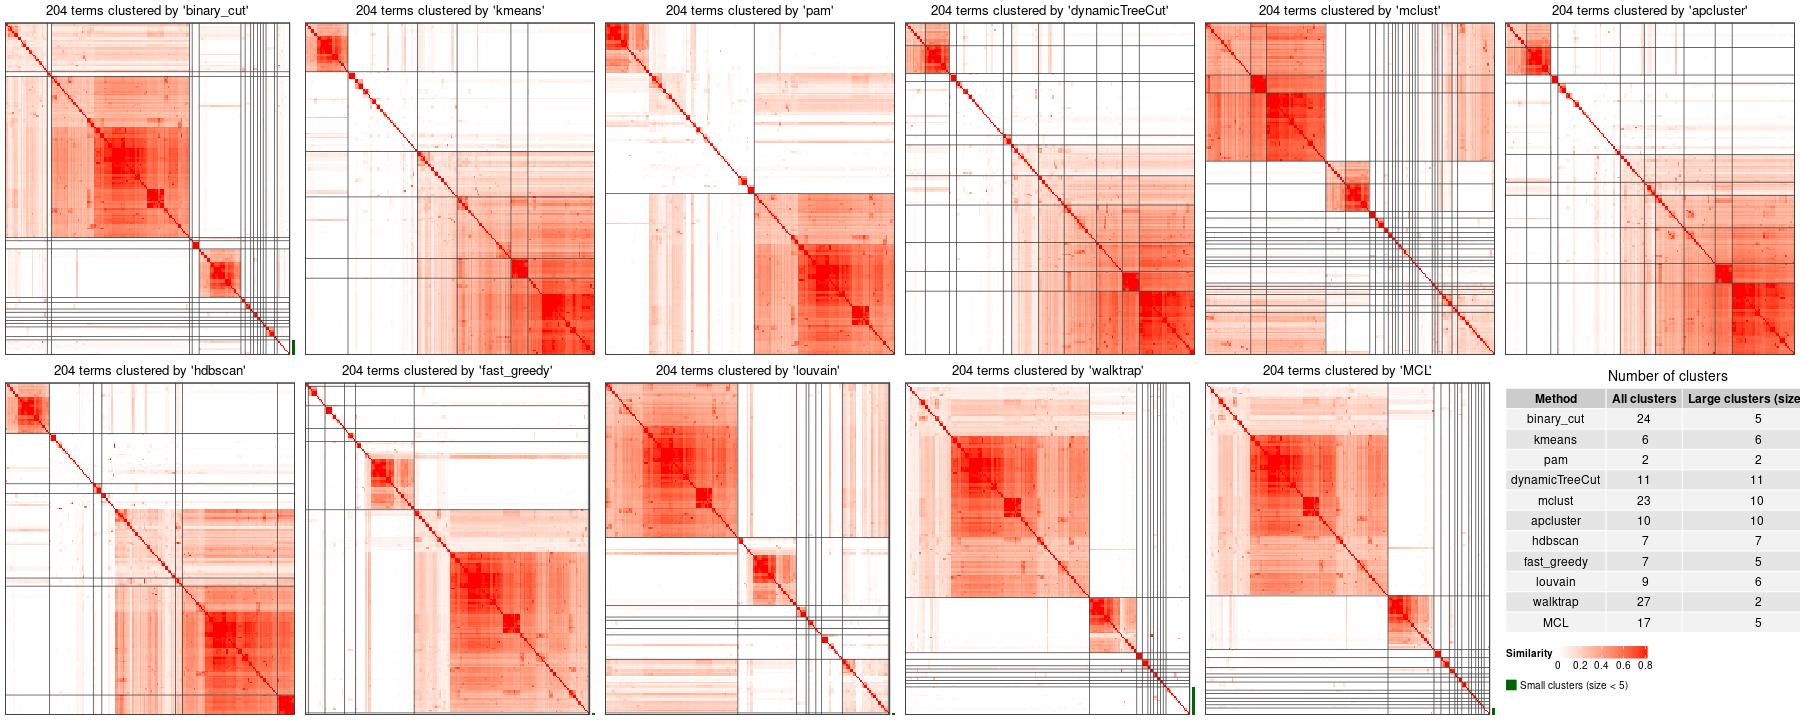 204 terms clustered by 'binary_cut'
204 terms clustered by 'kmeans'
204 terms clustered by 'pam'
204 terms clustered by 'dynamicTreeCut'
204 terms clustered by 'mclust'
204 terms clustered by 'apcluster'
204 terms clustered by 'hdbscan'
204 terms clustered by 'fast_greedy'
204 terms clustered by 'louvain'
204 terms clustered by 'walktrap'
204 terms clustered by 'MCL'
Number of clusters
Method All clusters Large clusters (size
binary_cut 24 5
kmeans 6 6
pam 2 2
dynamicTreeCut 11 11
mclust 23 10
apcluster 10 10
hdbscan 7 7
fast_greedy 7 5
louvain 9 6
walktrap 27 2
MCL 17 5
Similarity
0 0.2 0.4 0.6 0.8
Small clusters (size < 5)